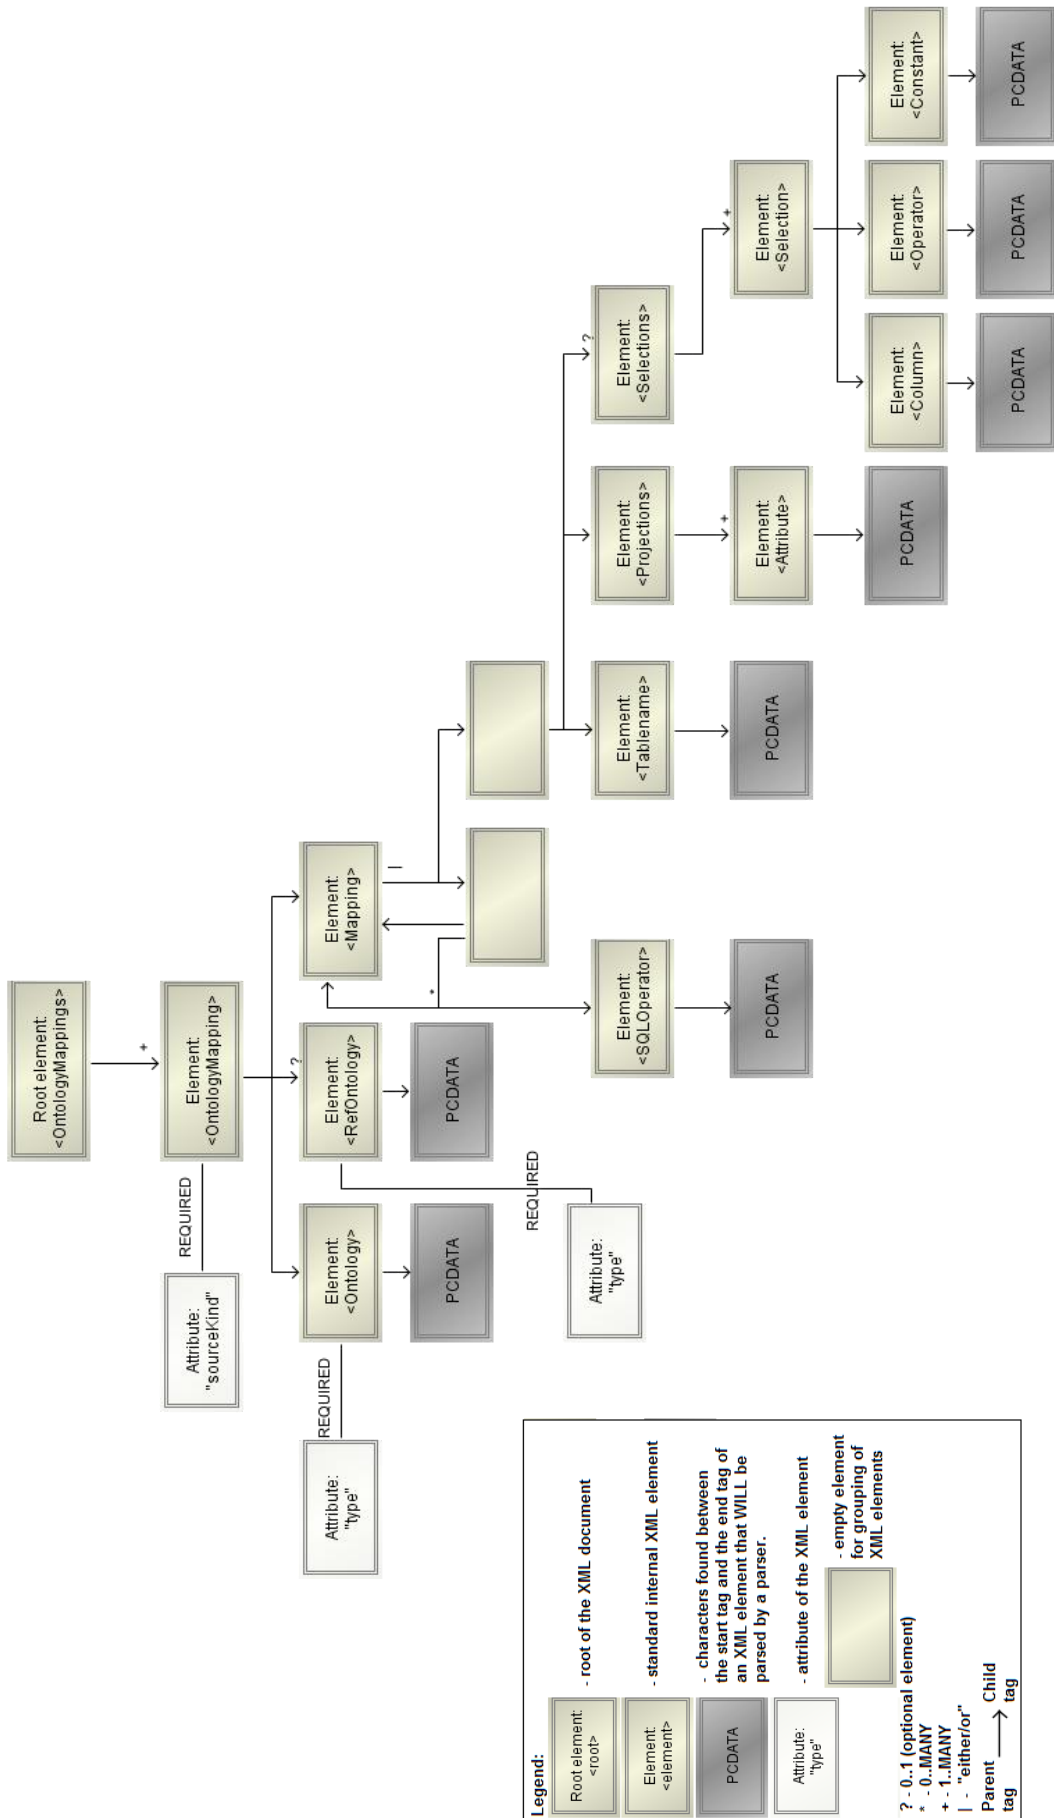 Root element:
<OntologyMappings>
+
Element:
<OntologyMapping>
REQUIRED
Attribute:
"sourceKind"
Element:
<Ontology>
REQUIRED
Attribute:
"type"
PCDATA
?
Element:
<RefOntology>
PCDATA
REQUIRED
Attribute:
"type"
Element:
<Mapping>
|
*
Element:
<SQLOperator>
PCDATA
Element:
<Tablename>
PCDATA
Element:
<Projections>
+
Element:
<Attribute>
PCDATA
?
Element:
<Selections>
+
Element:
<Selection>
Element:
<Column>
PCDATA
Element:
<Operator>
PCDATA
Element:
<Constant>
PCDATA
Legend:
Root element:
<root>
- root of the XML document
Element:
<element>
- standard internal XML element
PCDATA
- characters found between
the start tag and the end tag of
an XML element that WILL be
parsed by a parser.
Attribute:
"type"
- attribute of the XML element
- empty element
for grouping of
XML elements
? - 0..1 (optional element)
* - 0..MANY
+ - 1..MANY
| - "either/or"
Parent Child
tag tag